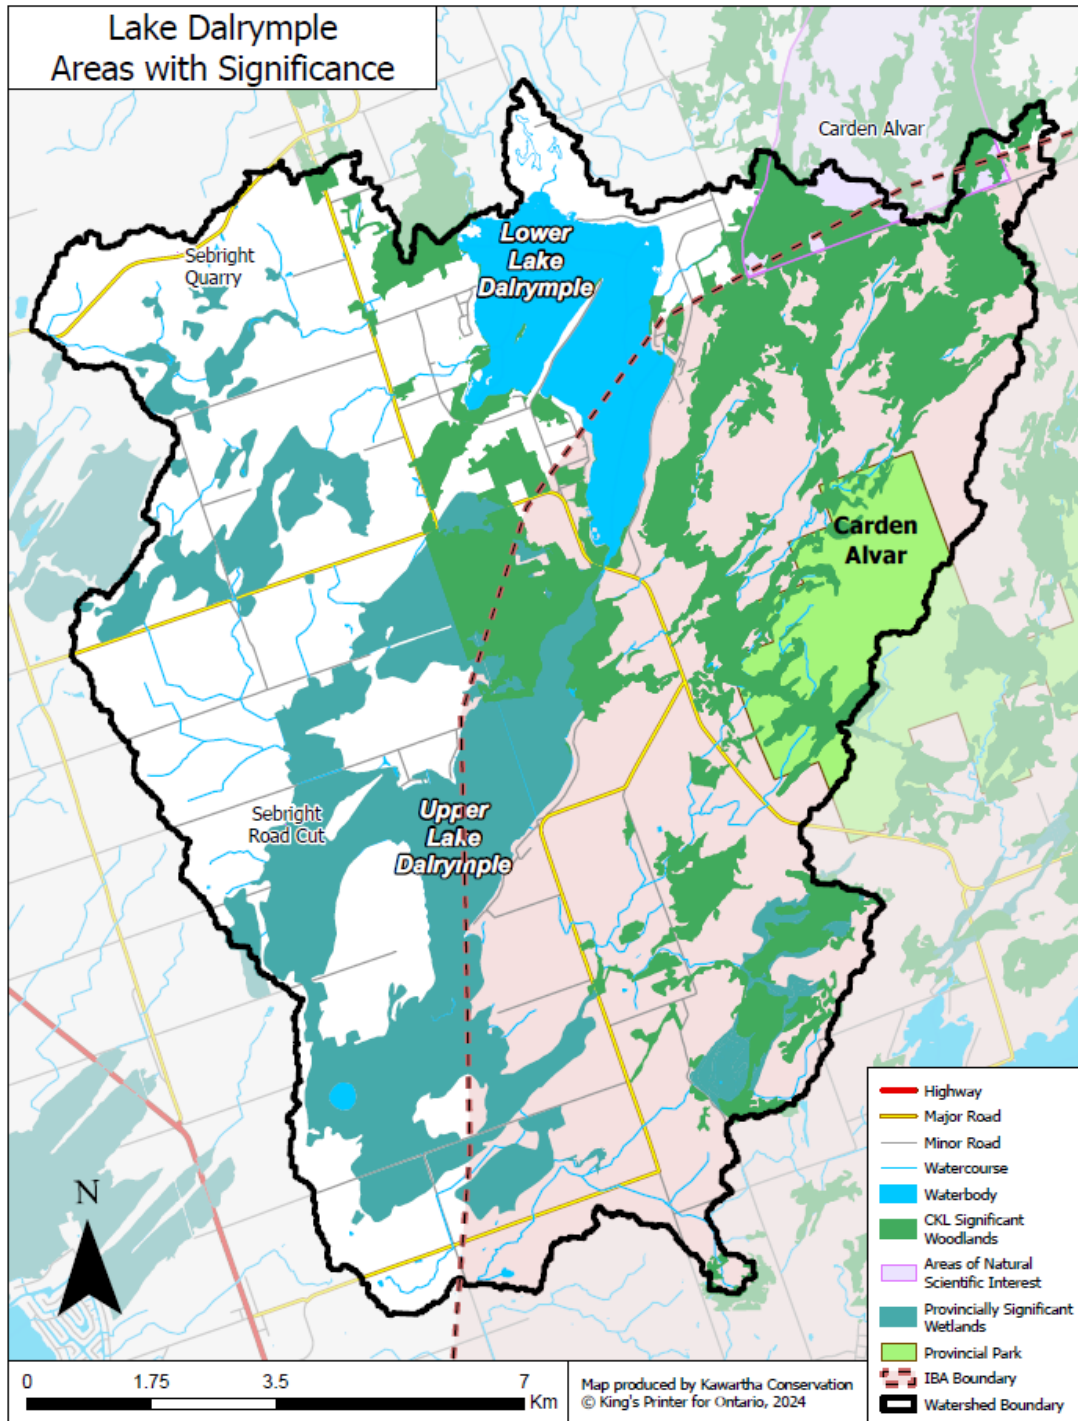 Lake Dalrymple
Areas with Significance
Carden Alvar
Sebright
Quarry
Lower
Lake
Dalrymple
Carden
Alvar
Sebright
Road Cut
Upper
Lake
Dalrymple
N
Highway
Major Road
Minor Road
Watercourse
Waterbody
CKL Significant
Woodlands
Areas of Natural
Scientific Interest
Provincially Significant
Wetlands
Provincial Park
IBA Boundary
Watershed Boundary
0 1.75 3.5 7
Km
Map produced by Kawartha Conservation
© King's Printer for Ontario, 2024